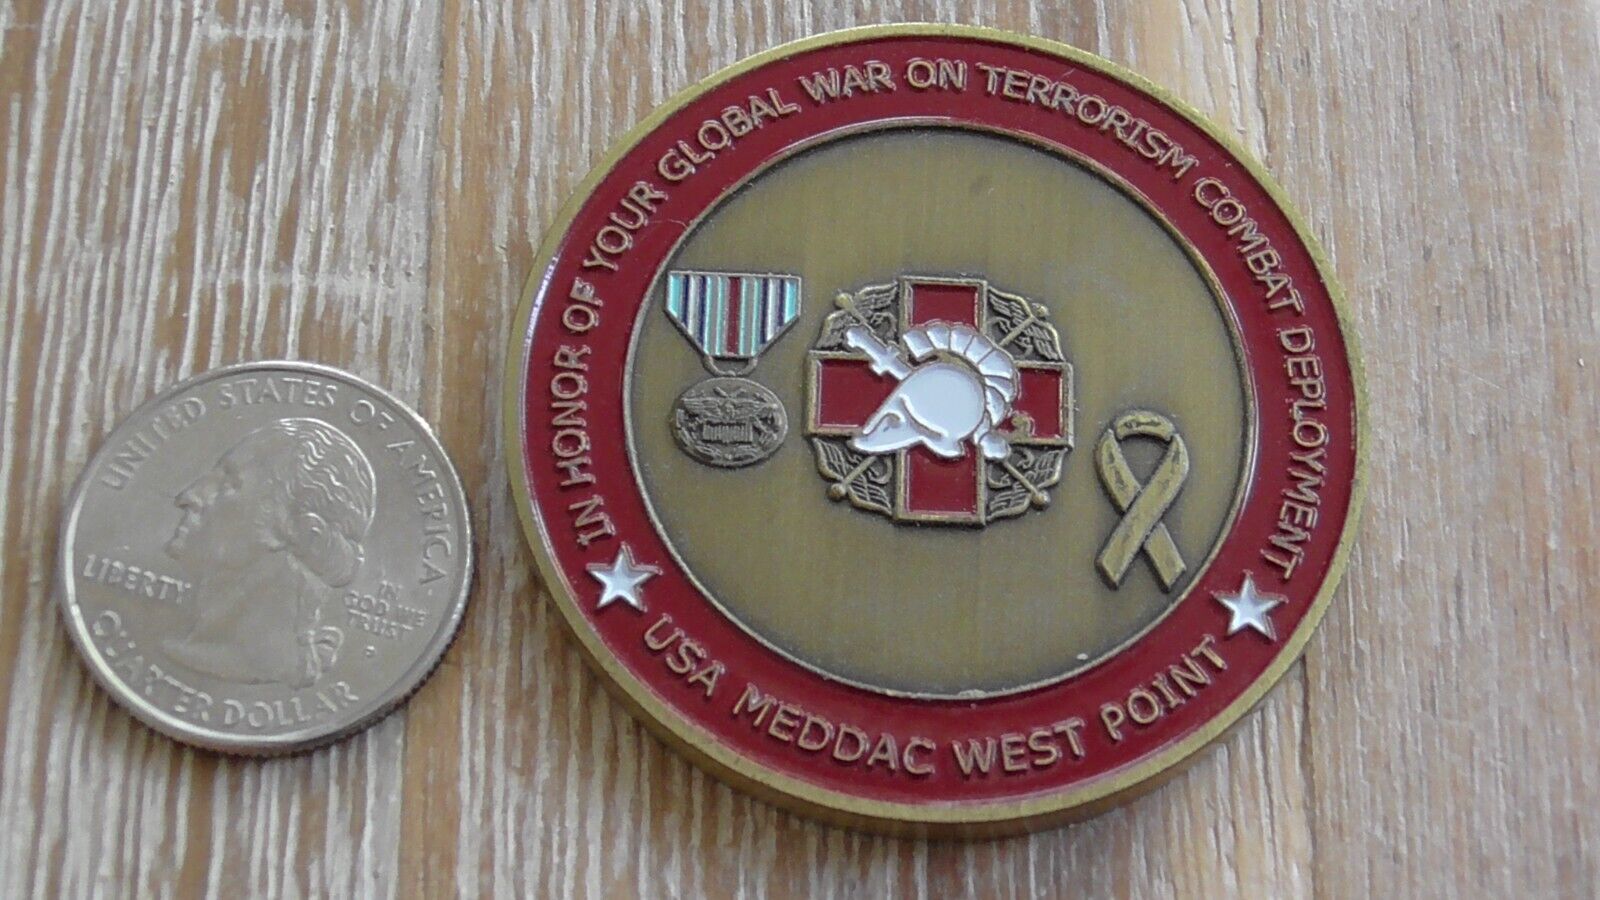 UNITED STATES OF AMERICA
LIBERTY
IN
GOD WE
TRUST
P
QUARTER DOLLAR
IN HONOR OF YOUR GLOBAL WAR ON TERRORISM COMBAT DEPLOYMENT
USA MEDDAC WEST POINT